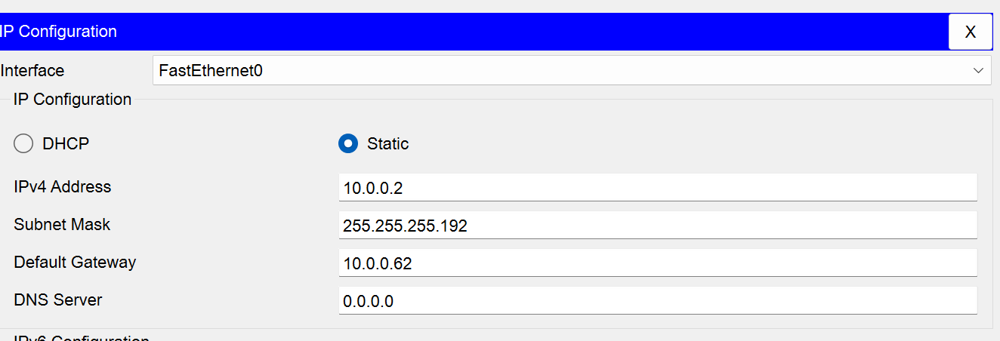 IP Configuration X
Interface FastEthernet0
IP Configuration
DHCP Static
IPv4 Address 10.0.0.2
Subnet Mask 255.255.255.192
Default Gateway 10.0.0.62
DNS Server 0.0.0.0
IPv6 Configuration